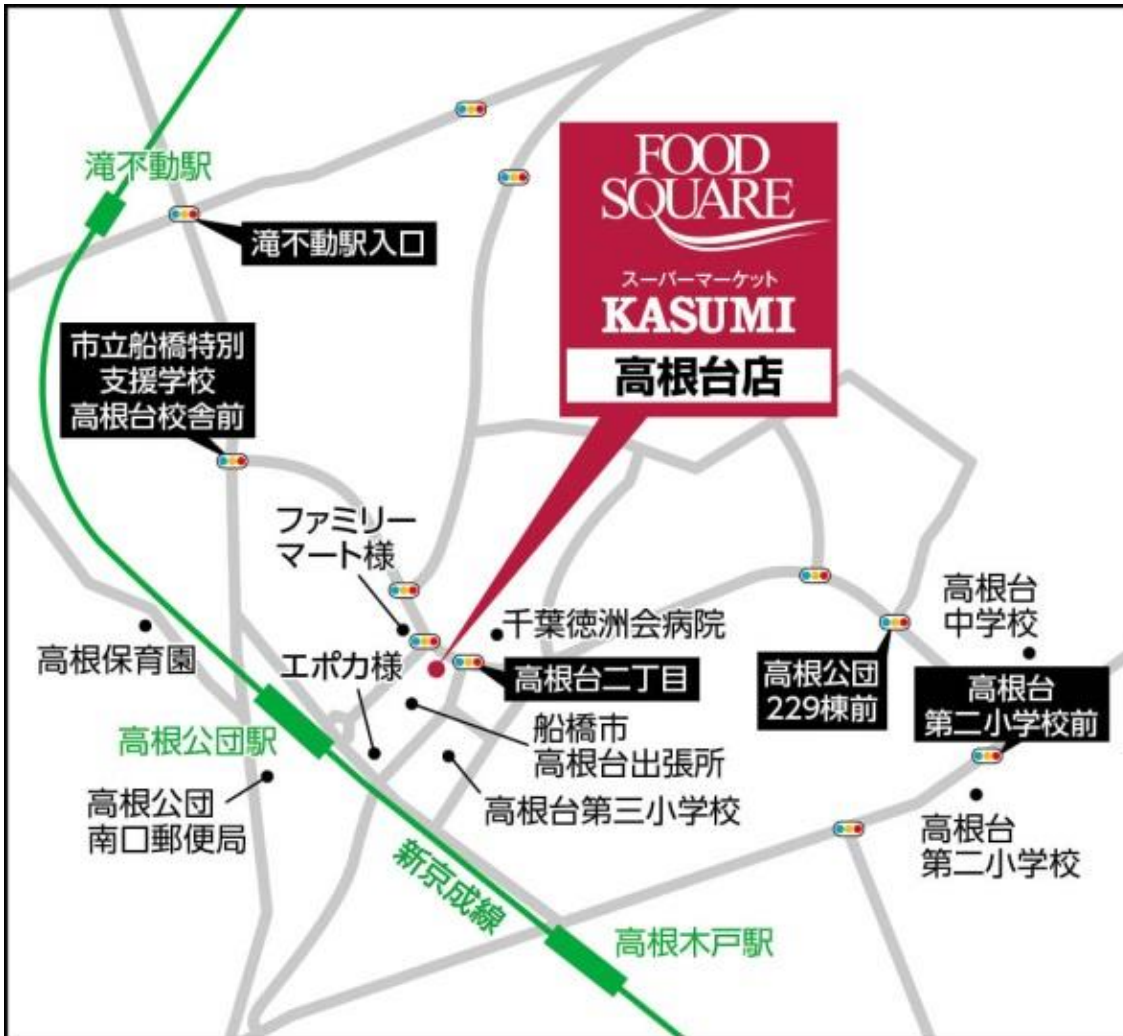 滝不動駅
滝不動駅入口
FOOD
SQUARE
スーパーマーケット
KASUMI
高根台店
市立船橋特別
支援学校
高根台校舎前
ファミリー
マート様
千葉徳洲会病院
高根保育園
エポカ様
高根台二丁目
高根公団
229棟前
高根台
中学校
高根台
第二小学校前
高根公団駅
船橋市
高根台出張所
高根公団
南口郵便局
高根台第三小学校
高根台
第二小学校
新京成線
高根木戸駅